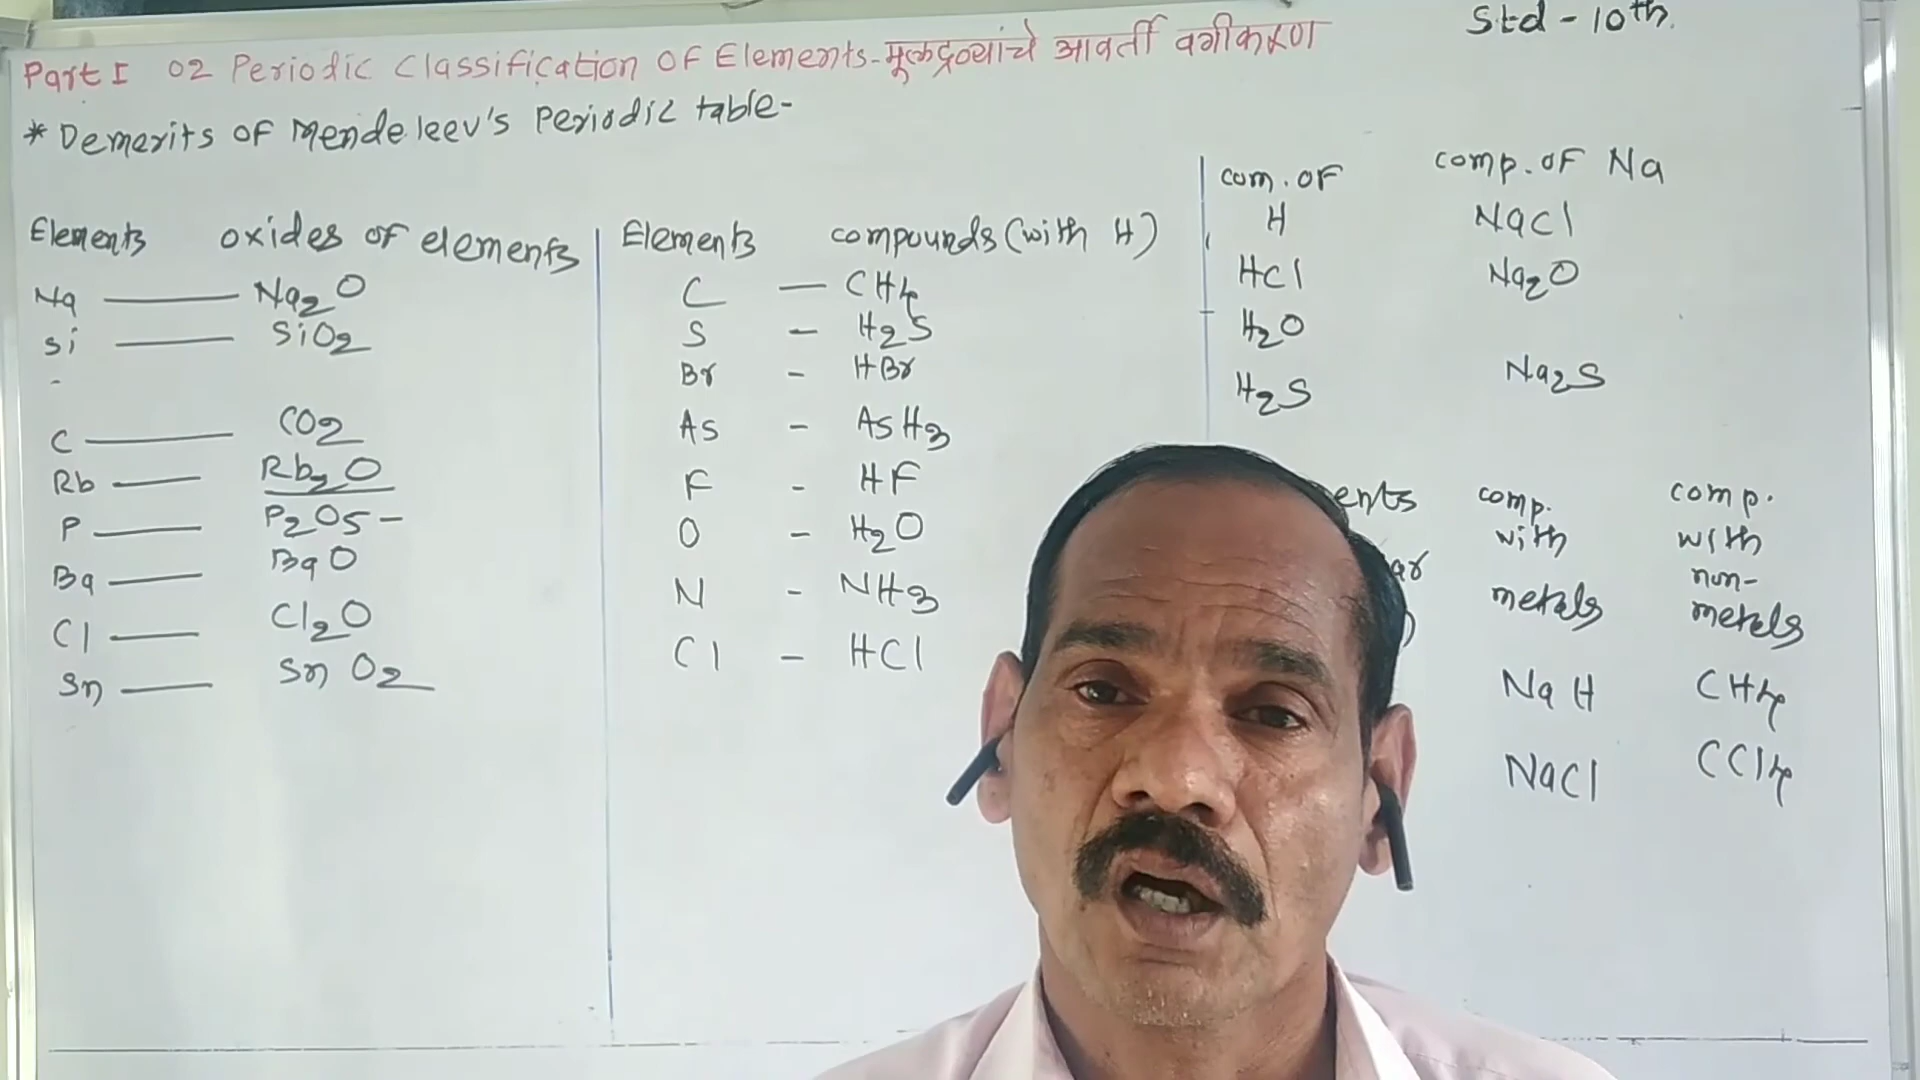 Std - 10th.
Part I 02 Periodic Classification Of Elements - मूलद्रव्यांचे आवर्ती वर्गीकरण
* Demerits of Mendeleev's Periodic table-
Elements oxides of elements
Na — Na2O
Si — SiO2
-
C — CO2
Rb — Rb2O
P — P2O5 -
Ba — BaO
Cl — Cl2O
Sn — SnO2
Elements compounds (with H)
C — CH4
S - H2S
Br - HBr
As - AsH3
F - HF
O - H2O
N - NH3
Cl - HCl
com. of comp. of Na
H NaCl
HCl Na2O
H2O
H2S Na2S
ents comp. comp.
with with
ar non-
metals metels
NaH CH4
NaCl CCl4